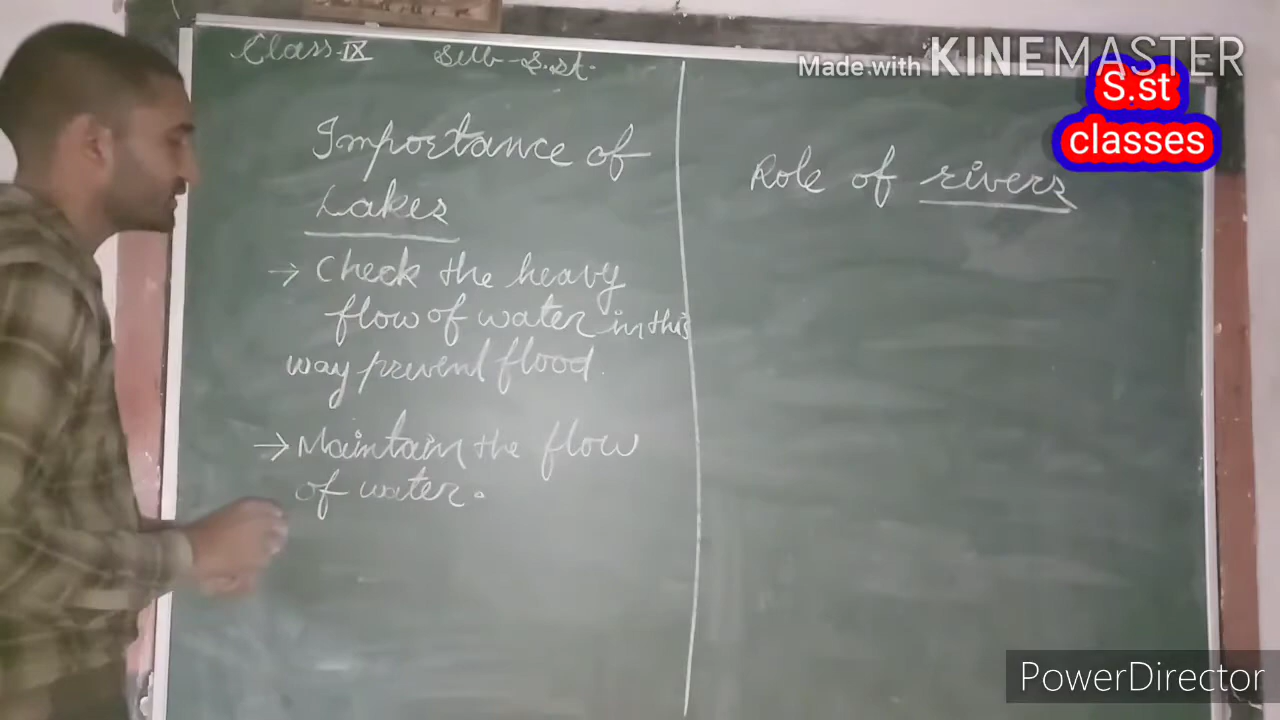 Class-IX Sub-S.st.
Importance of
Lakes
→ Check the heavy
flow of water in this
way prevent flood.
→ Maintain the flow
of water.
Role of rivers
Made with KINEMASTER
S.st
classes
PowerDirector